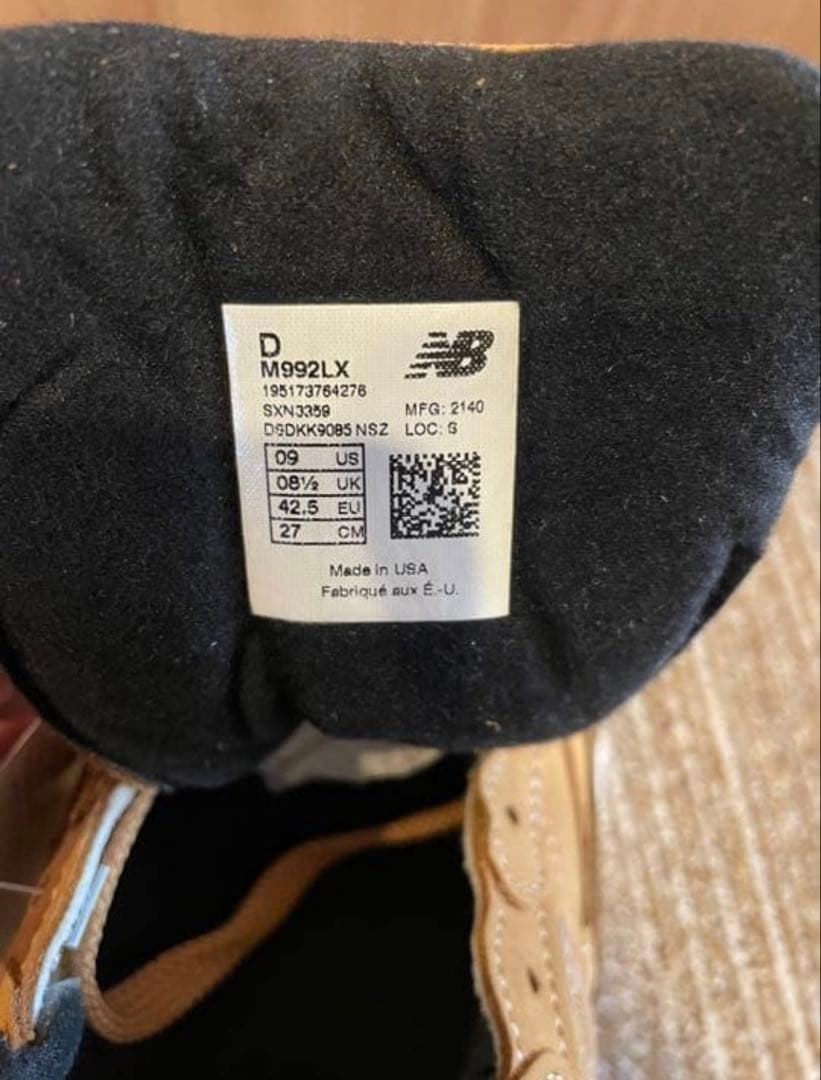 D
M992LX
195173764276
SXN3359 MFG: 2140
D9DKK9085 NSZ LOC: G
09 US
08½ UK
42.5 EU
27 CM
Made in USA
Fabriqué aux É.-U.
NB